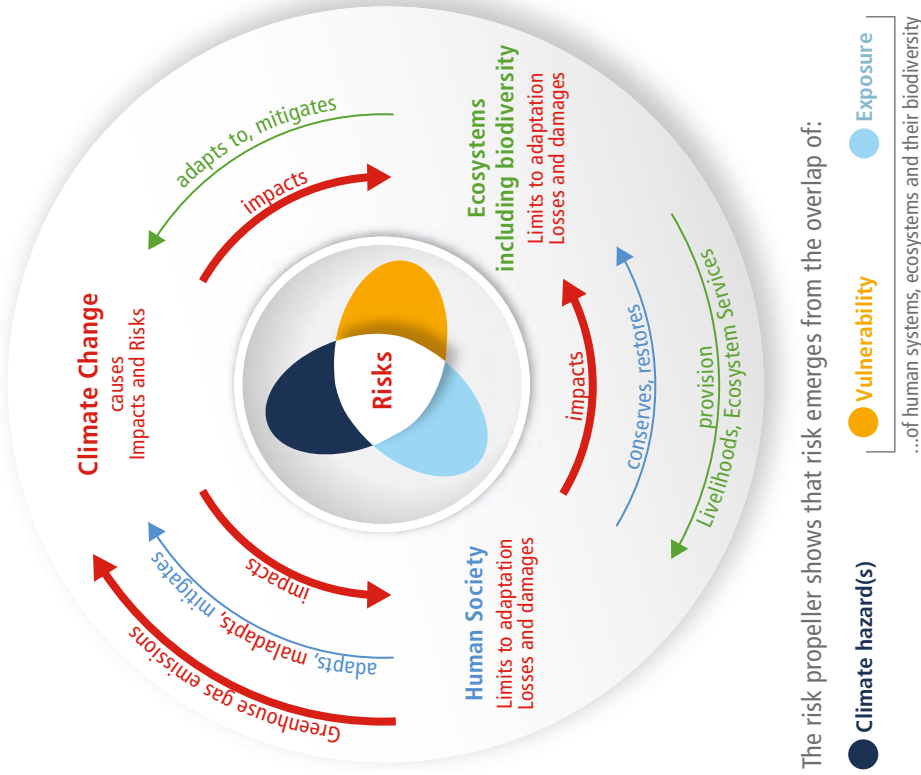 Climate Change
causes
Impacts and Risks
Greenhouse gas emissions
adapts, maladapts, mitigates
impacts
impacts
adapts to, mitigates
Risks
Human Society
Limits to adaptation
Losses and damages
Ecosystems
including biodiversity
Limits to adaptation
Losses and damages
impacts
conserves, restores
provision
Livelihoods, Ecosystem Services
The risk propeller shows that risk emerges from the overlap of:
Climate hazard(s)
Vulnerability
Exposure
...of human systems, ecosystems and their biodiversity